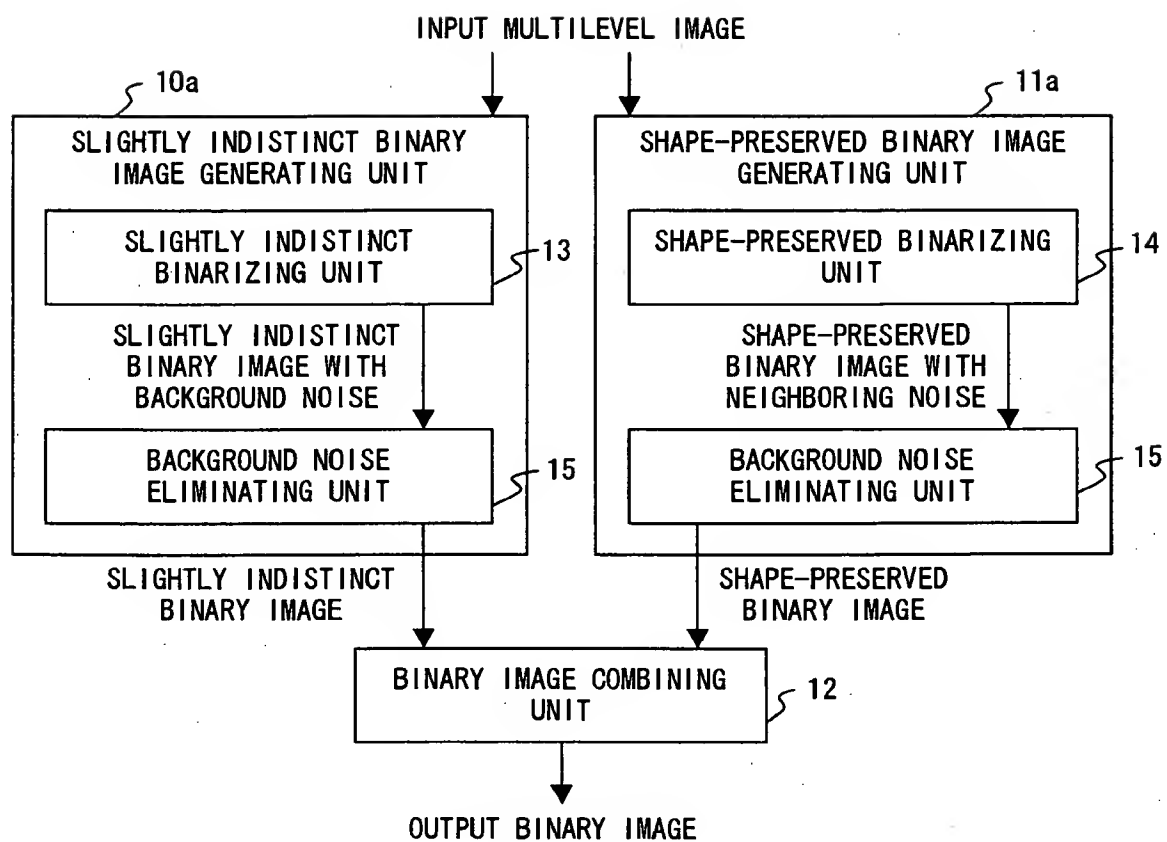 INPUT MULTILEVEL IMAGE
10a
11a
SLIGHTLY INDISTINCT BINARY
IMAGE GENERATING UNIT
SHAPE-PRESERVED BINARY IMAGE
GENERATING UNIT
SLIGHTLY INDISTINCT
BINARIZING UNIT
13
SHAPE-PRESERVED BINARIZING
UNIT
14
SLIGHTLY INDISTINCT
BINARY IMAGE WITH
BACKGROUND NOISE
SHAPE-PRESERVED
BINARY IMAGE WITH
NEIGHBORING NOISE
BACKGROUND NOISE
ELIMINATING UNIT
15
BACKGROUND NOISE
ELIMINATING UNIT
15
SLIGHTLY INDISTINCT
BINARY IMAGE
SHAPE-PRESERVED
BINARY IMAGE
BINARY IMAGE COMBINING
UNIT
12
OUTPUT BINARY IMAGE